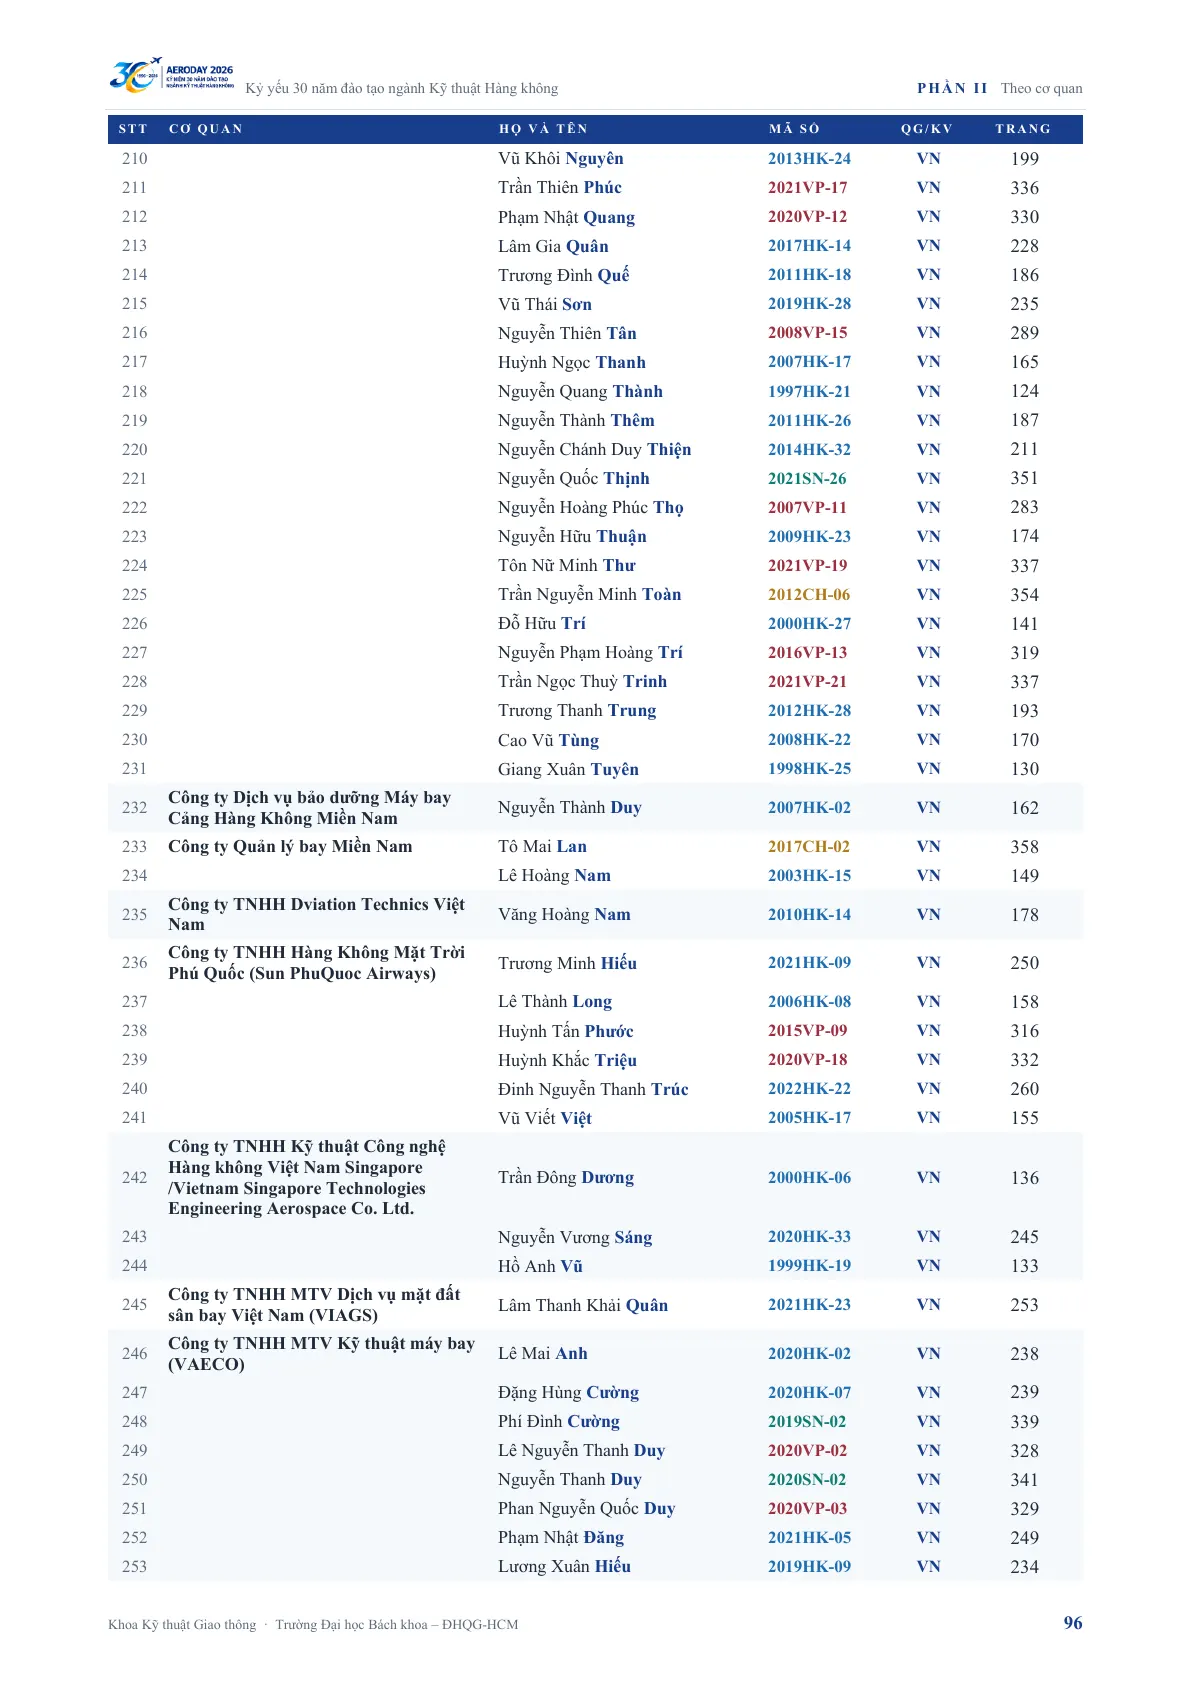 30
1996 - 2026
AERODAY 2026
KỶ NIỆM 30 NĂM ĐÀO TẠO
NGÀNH KỸ THUẬT HÀNG KHÔNG
Kỷ yếu 30 năm đào tạo ngành Kỹ thuật Hàng không
PHẦN II Theo cơ quan
STT CƠ QUAN HỌ VÀ TÊN MÃ SỐ QG/KV TRANG
210 Vũ Khôi Nguyên 2013HK-24 VN 199
211 Trần Thiên Phúc 2021VP-17 VN 336
212 Phạm Nhật Quang 2020VP-12 VN 330
213 Lâm Gia Quân 2017HK-14 VN 228
214 Trương Đình Quế 2011HK-18 VN 186
215 Vũ Thái Sơn 2019HK-28 VN 235
216 Nguyễn Thiên Tân 2008VP-15 VN 289
217 Huỳnh Ngọc Thanh 2007HK-17 VN 165
218 Nguyễn Quang Thành 1997HK-21 VN 124
219 Nguyễn Thành Thêm 2011HK-26 VN 187
220 Nguyễn Chánh Duy Thiện 2014HK-32 VN 211
221 Nguyễn Quốc Thịnh 2021SN-26 VN 351
222 Nguyễn Hoàng Phúc Thọ 2007VP-11 VN 283
223 Nguyễn Hữu Thuận 2009HK-23 VN 174
224 Tôn Nữ Minh Thư 2021VP-19 VN 337
225 Trần Nguyễn Minh Toàn 2012CH-06 VN 354
226 Đỗ Hữu Trí 2000HK-27 VN 141
227 Nguyễn Phạm Hoàng Trí 2016VP-13 VN 319
228 Trần Ngọc Thuỳ Trinh 2021VP-21 VN 337
229 Trương Thanh Trung 2012HK-28 VN 193
230 Cao Vũ Tùng 2008HK-22 VN 170
231 Giang Xuân Tuyên 1998HK-25 VN 130
232 Công ty Dịch vụ bảo dưỡng Máy bay
Cảng Hàng Không Miền Nam Nguyễn Thành Duy 2007HK-02 VN 162
233 Công ty Quản lý bay Miền Nam Tô Mai Lan 2017CH-02 VN 358
234 Lê Hoàng Nam 2003HK-15 VN 149
235 Công ty TNHH Dviation Technics Việt
Nam Văng Hoàng Nam 2010HK-14 VN 178
236 Công ty TNHH Hàng Không Mặt Trời
Phú Quốc (Sun PhuQuoc Airways) Trương Minh Hiếu 2021HK-09 VN 250
237 Lê Thành Long 2006HK-08 VN 158
238 Huỳnh Tấn Phước 2015VP-09 VN 316
239 Huỳnh Khắc Triệu 2020VP-18 VN 332
240 Đinh Nguyễn Thanh Trúc 2022HK-22 VN 260
241 Vũ Viết Việt 2005HK-17 VN 155
242 Công ty TNHH Kỹ thuật Công nghệ
Hàng không Việt Nam Singapore
/Vietnam Singapore Technologies
Engineering Aerospace Co. Ltd. Trần Đông Dương 2000HK-06 VN 136
243 Nguyễn Vương Sáng 2020HK-33 VN 245
244 Hồ Anh Vũ 1999HK-19 VN 133
245 Công ty TNHH MTV Dịch vụ mặt đất
sân bay Việt Nam (VIAGS) Lâm Thanh Khải Quân 2021HK-23 VN 253
246 Công ty TNHH MTV Kỹ thuật máy bay
(VAECO) Lê Mai Anh 2020HK-02 VN 238
247 Đặng Hùng Cường 2020HK-07 VN 239
248 Phí Đình Cường 2019SN-02 VN 339
249 Lê Nguyễn Thanh Duy 2020VP-02 VN 328
250 Nguyễn Thanh Duy 2020SN-02 VN 341
251 Phan Nguyễn Quốc Duy 2020VP-03 VN 329
252 Phạm Nhật Đăng 2021HK-05 VN 249
253 Lương Xuân Hiếu 2019HK-09 VN 234
Khoa Kỹ thuật Giao thông · Trường Đại học Bách khoa – ĐHQG-HCM
96